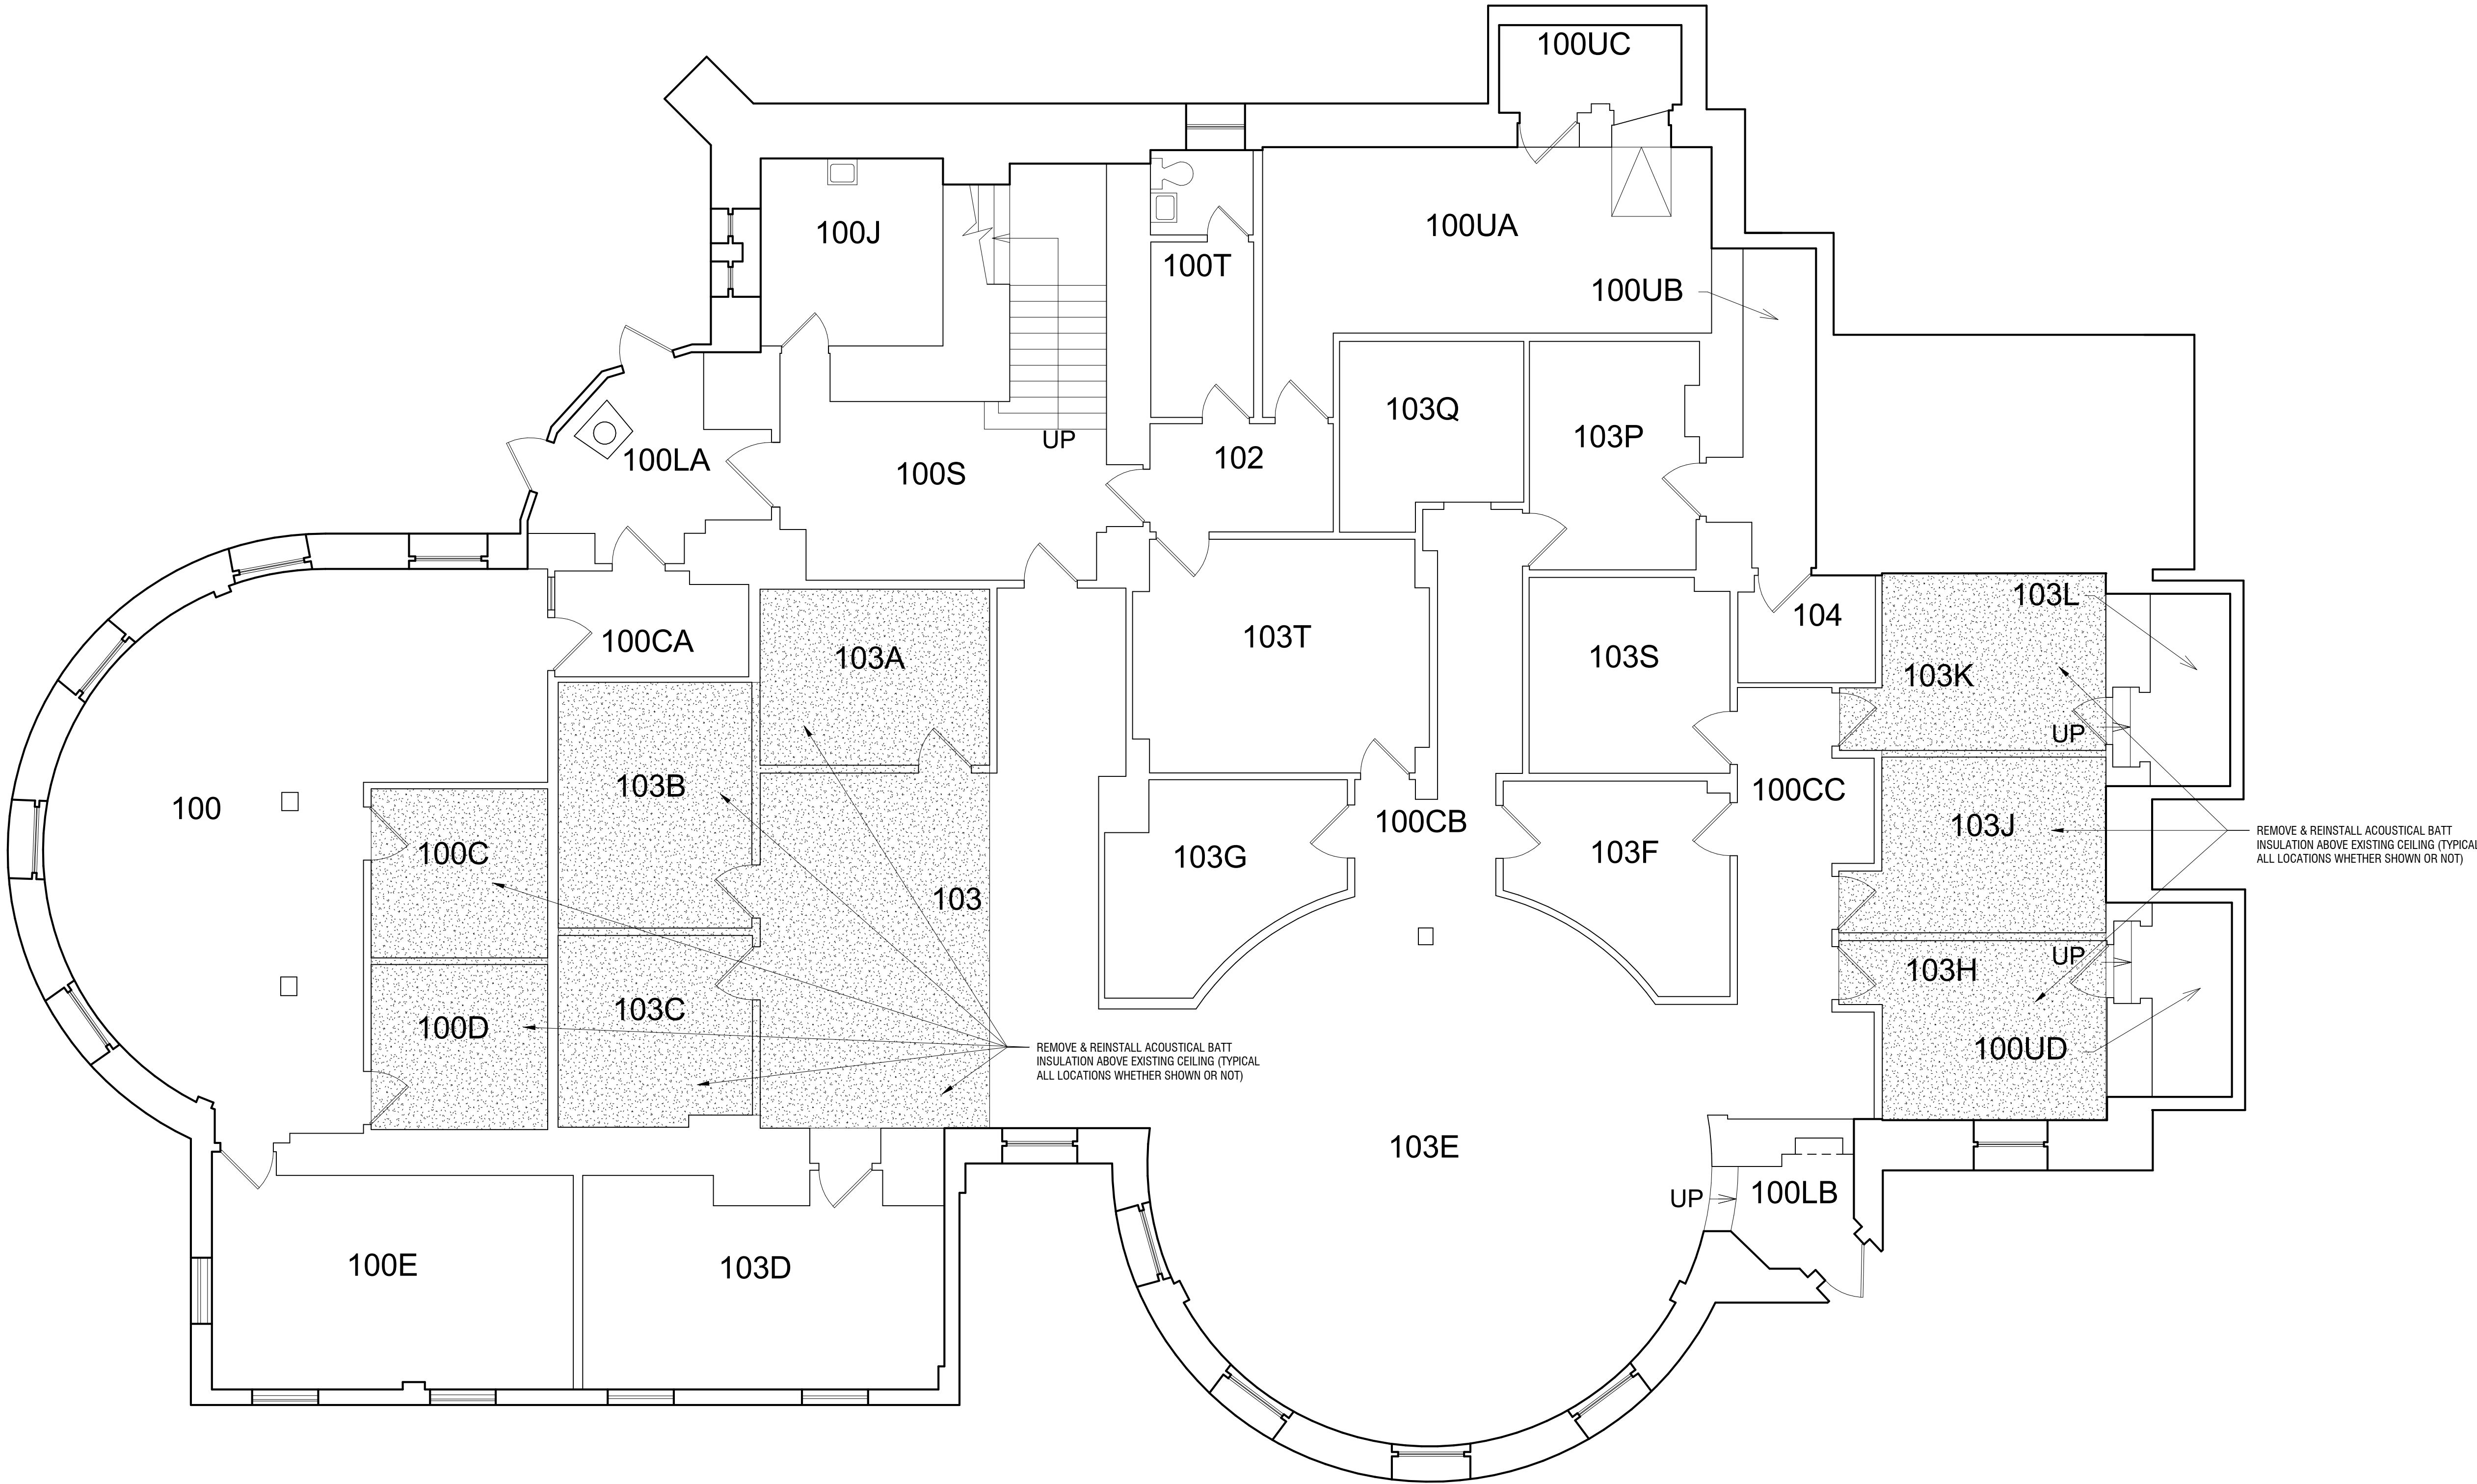 100UC
100J
100UA
100T
100UB
103Q
103P
UP
100LA
102
100S
103L
104
100CA
103T
103A
103S
103K
UP
103B
100CC
100
100CB
103J
REMOVE & REINSTALL ACOUSTICAL BATT
INSULATION ABOVE EXISTING CEILING (TYPICAL
ALL LOCATIONS WHETHER SHOWN OR NOT)
100C
103G
103F
103
UP
103H
103C
100D
100UD
REMOVE & REINSTALL ACOUSTICAL BATT
INSULATION ABOVE EXISTING CEILING (TYPICAL
ALL LOCATIONS WHETHER SHOWN OR NOT)
103E
UP
100LB
100E
103D